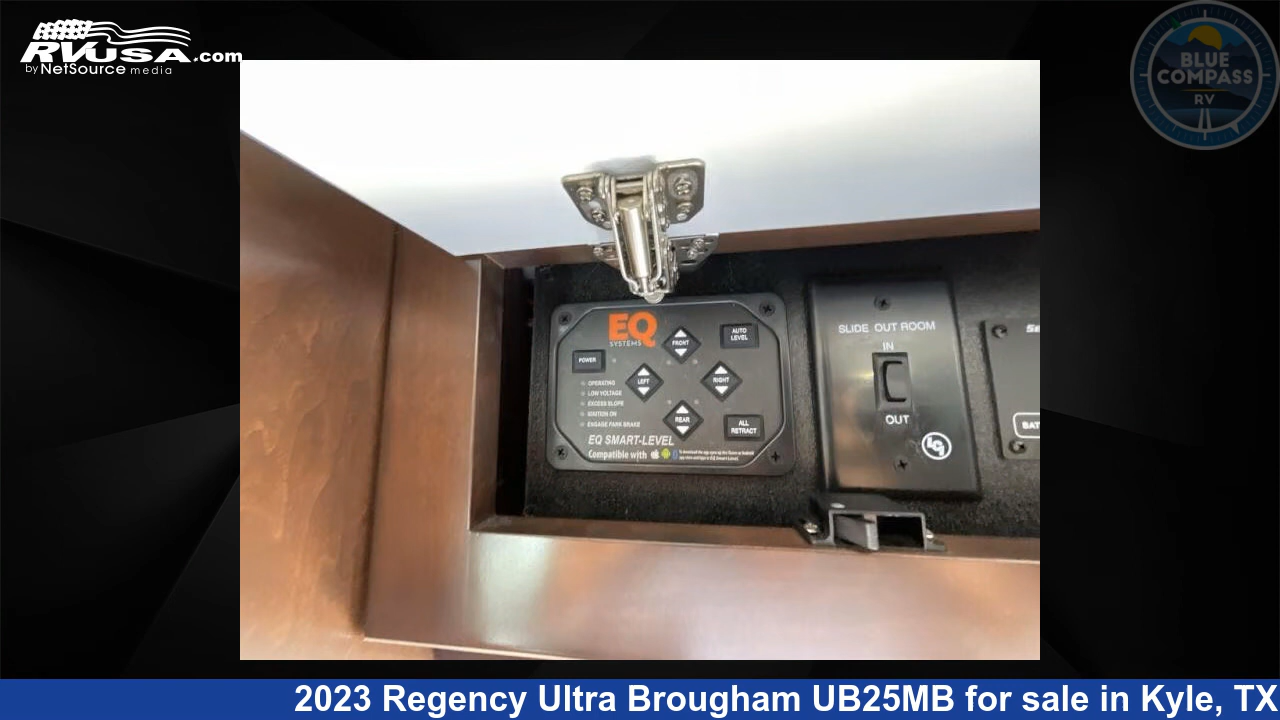 RVUSA.com
by NetSource media
BLUE
COMPASS
RV
EQ
SYSTEMS
POWER
FRONT
AUTO
LEVEL
LEFT
RIGHT
OPERATING
LOW VOLTAGE
EXCESS SLOPE
IGNITION ON
ENGAGE PARK BRAKE
REAR
ALL
RETRACT
EQ SMART-LEVEL
Compatible with
SLIDE OUT ROOM
IN
OUT
LCI
BAT
2023 Regency Ultra Brougham UB25MB for sale in Kyle, TX